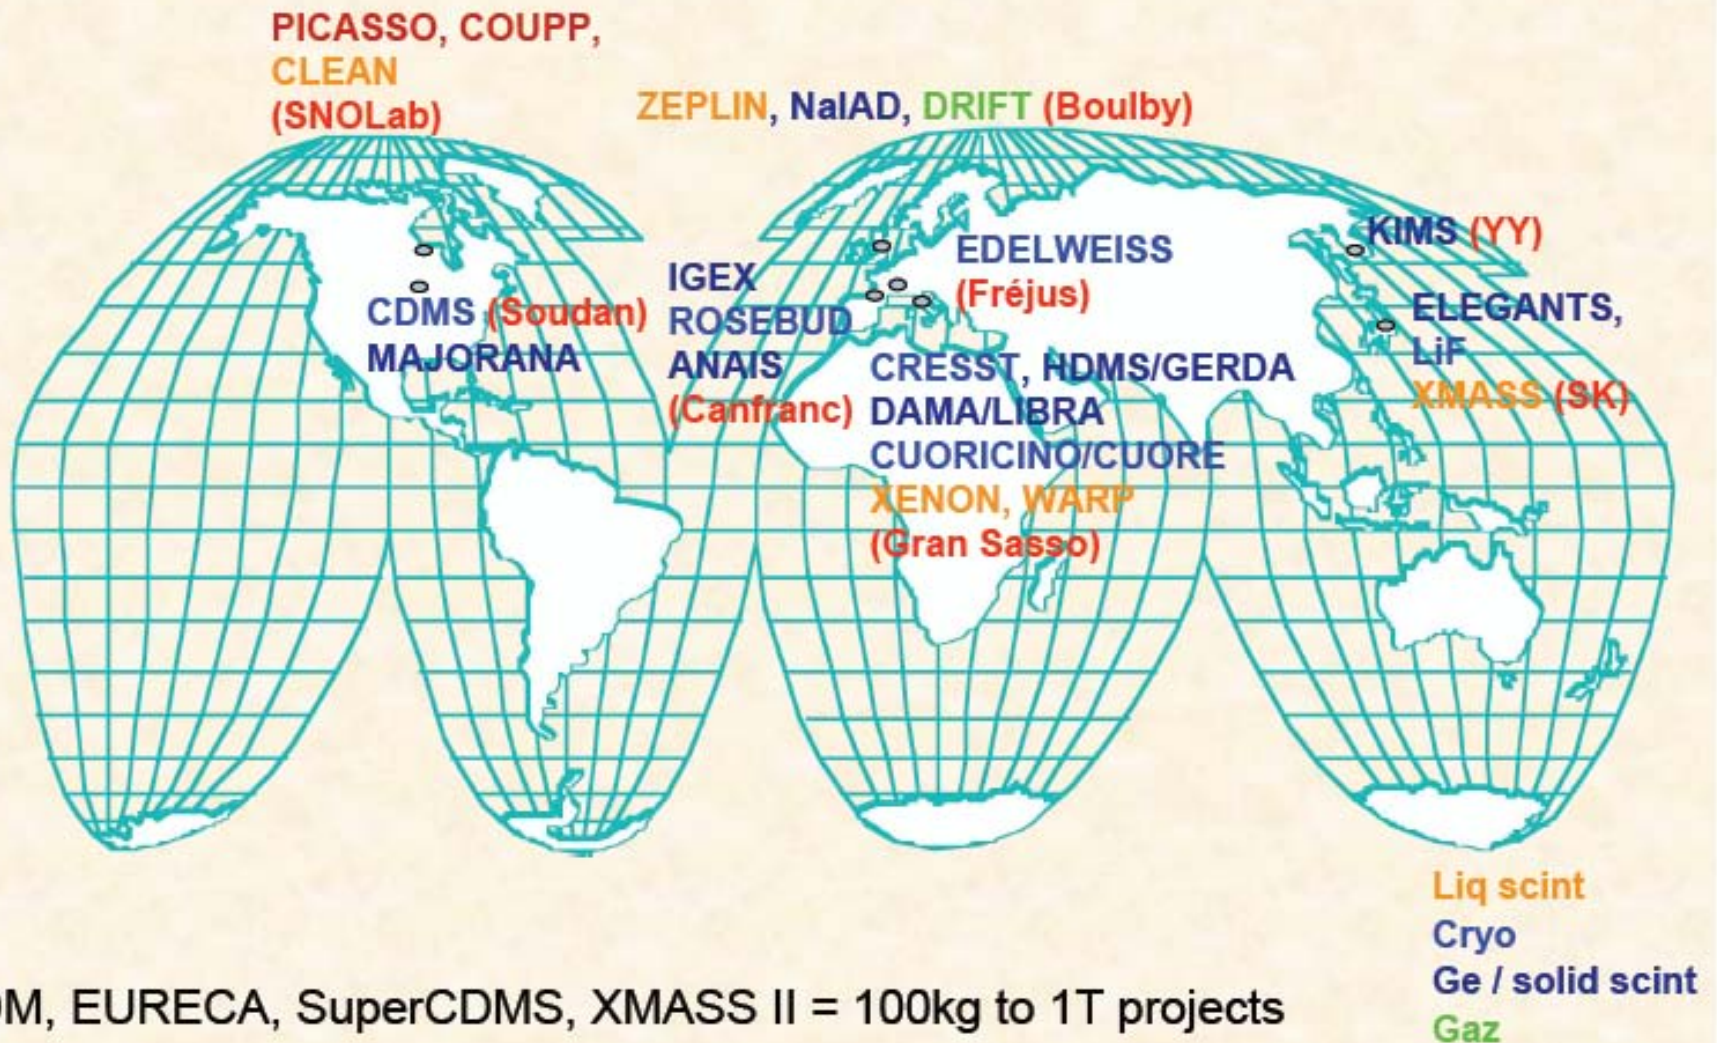 PICASSO, COUPP,
CLEAN
(SNOLab)
ZEPLIN, NaIAD, DRIFT (Boulby)
KIMS (YY)
EDELWEISS
(Fréjus)
IGEX
ROSEBUD
ANAIS
(Canfranc)
CDMS (Soudan)
MAJORANA
ELEGANTS,
LiF
XMASS (SK)
CRESST, HDMS/GERDA
DAMA/LIBRA
CUORICINO/CUORE
XENON, WARP
(Gran Sasso)
Liq scint
Cryo
Ge / solid scint
Gaz
EURECA, SuperCDMS, XMASS II = 100kg to 1T projects